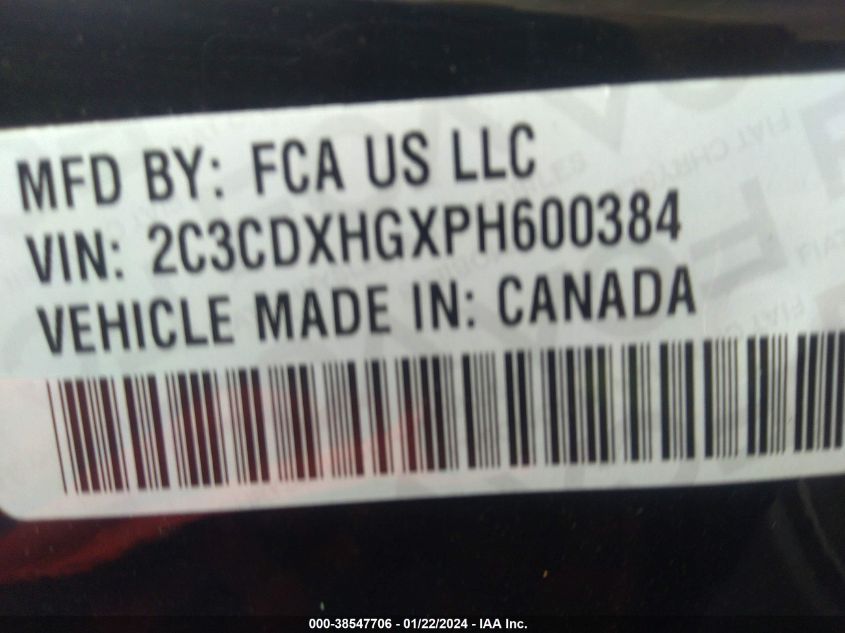 MFD BY: FCA US LLC
VIN: 2C3CDXHGXPH600384
VEHICLE MADE IN: CANADA
000-38547706 - 01/22/2024 - IAA Inc.